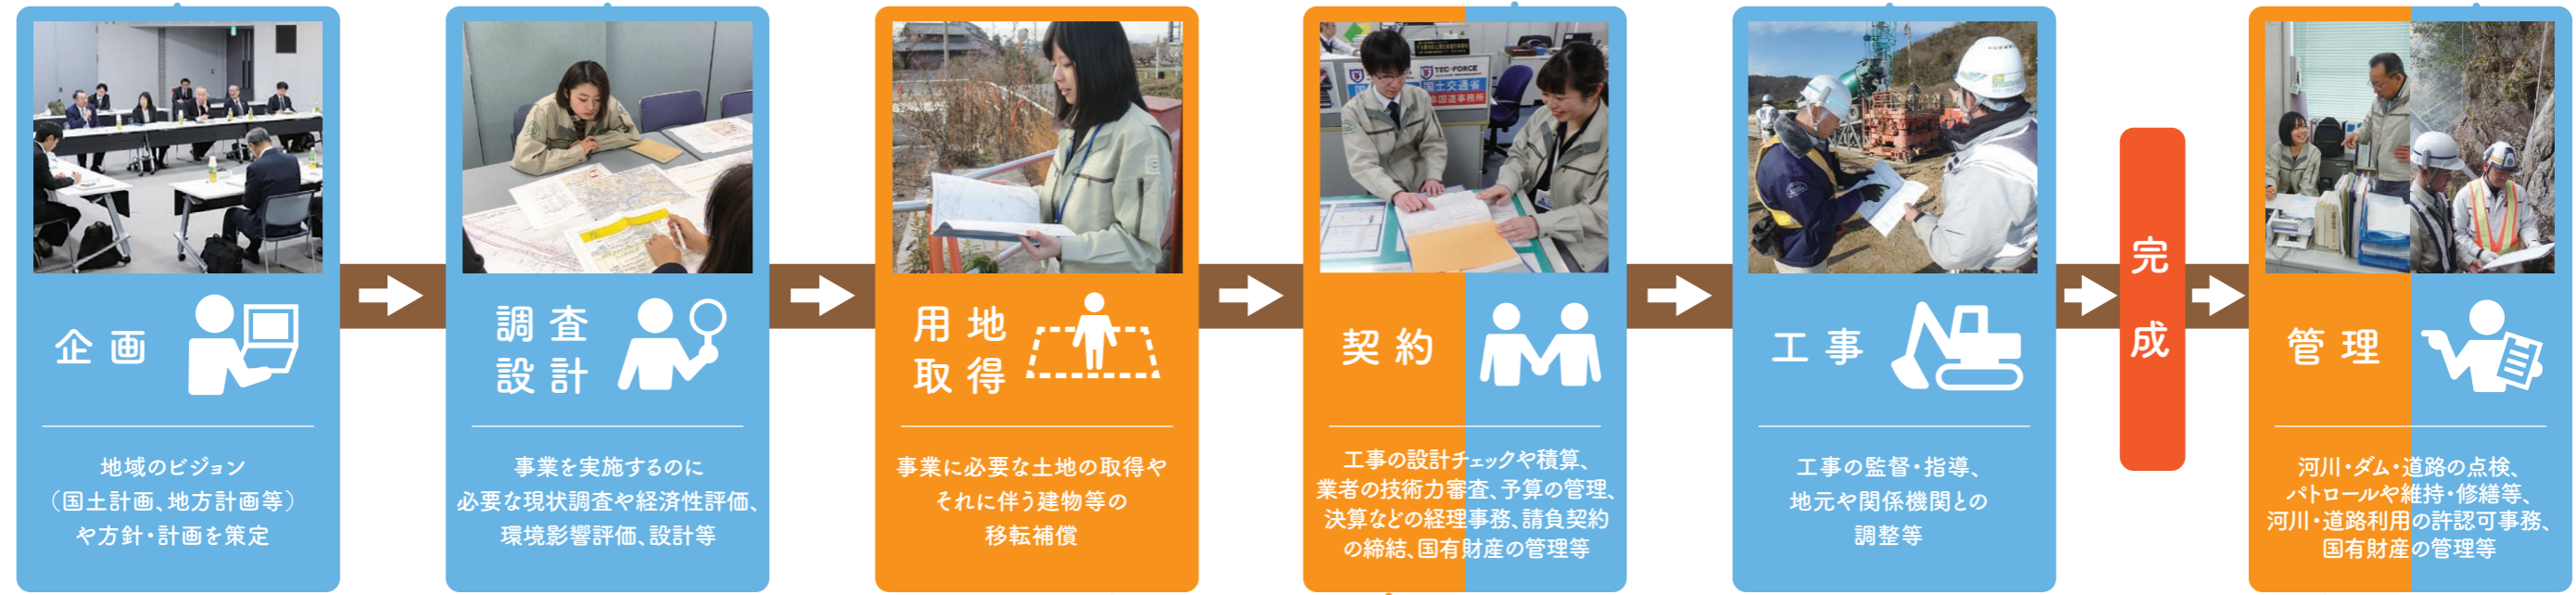 企画
地域のビジョン
（国土計画、地方計画等）
や方針・計画を策定
調査
設計
事業を実施するのに
必要な現状調査や経済性評価、
環境影響評価、設計等
用地
取得
事業に必要な土地の取得や
それに伴う建物等の
移転補償
TEC-FORCE
国土交通省
国道事務所
契約
工事の設計チェックや積算、
業者の技術力審査、予算の管理、
決算などの経理事務、請負契約
の締結、国有財産の管理等
工事
工事の監督・指導、
地元や関係機関との
調整等
完成
管理
河川・ダム・道路の点検、
パトロールや維持・修繕等、
河川・道路利用の許認可事務、
国有財産の管理等